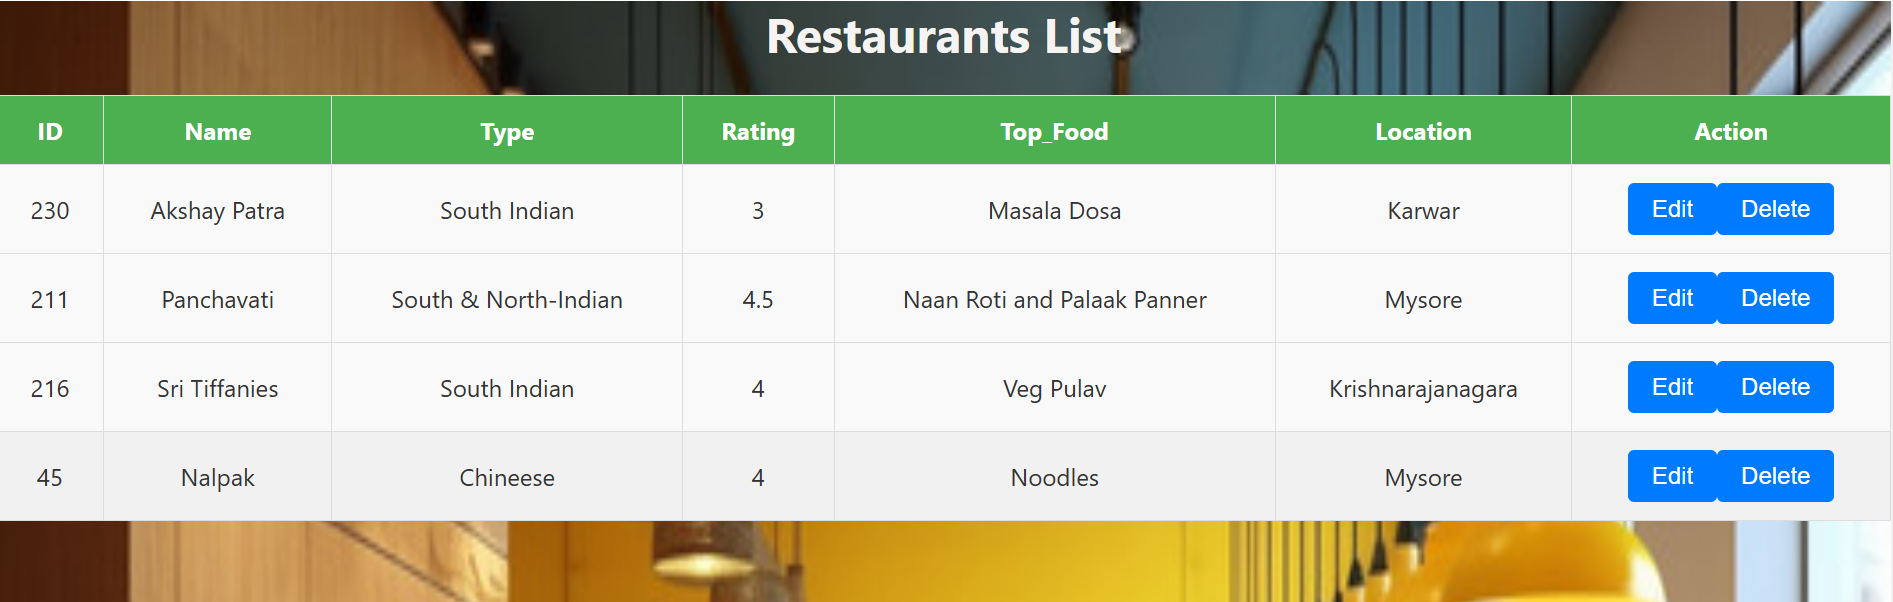 Restaurants List
ID Name Type Rating Top_Food Location Action
230 Akshay Patra South Indian 3 Masala Dosa Karwar Edit Delete
211 Panchavati South & North-Indian 4.5 Naan Roti and Palaak Panner Mysore Edit Delete
216 Sri Tiffanies South Indian 4 Veg Pulav Krishnarajanagara Edit Delete
45 Nalpak Chineese 4 Noodles Mysore Edit Delete